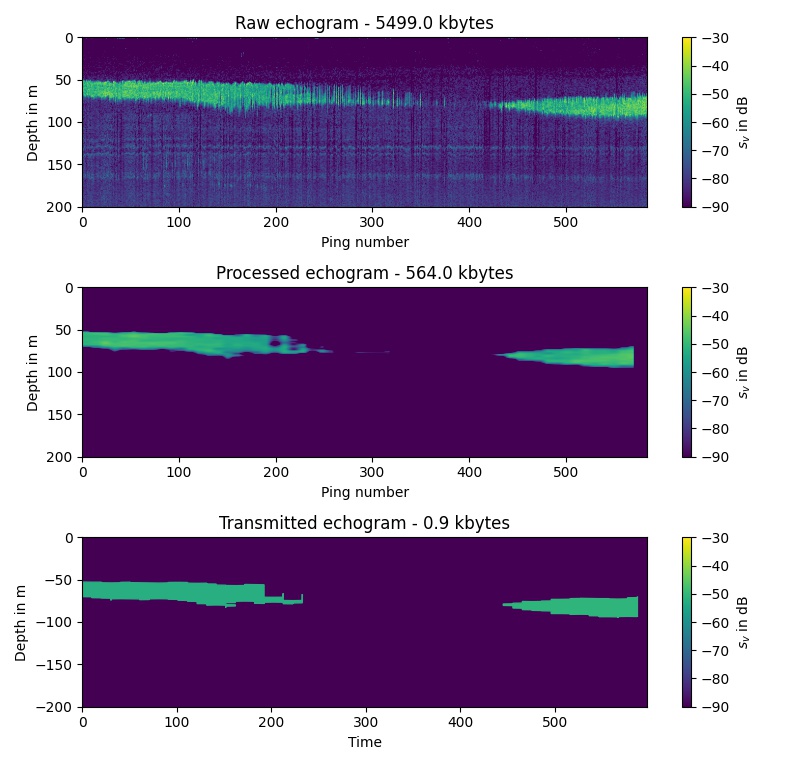 Raw echogram - 5499.0 kbytes
0
50
100
150
200
Depth in m
0 100 200 300 400 500
Ping number
−30
−40
−50
−60
−70
−80
−90
sᵥ in dB
Processed echogram - 564.0 kbytes
0
50
100
150
200
Depth in m
0 100 200 300 400 500
Ping number
−30
−40
−50
−60
−70
−80
−90
sᵥ in dB
Transmitted echogram - 0.9 kbytes
0
−50
−100
−150
−200
Depth in m
0 100 200 300 400 500
Time
−30
−40
−50
−60
−70
−80
−90
sᵥ in dB